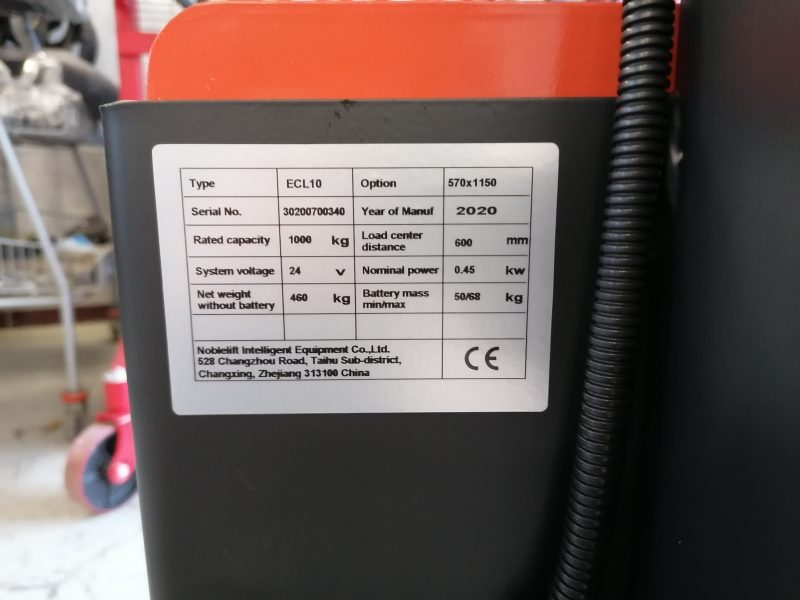 Type ECL10 Option 570x1150
Serial No. 30200700340 Year of Manuf 2020
Rated capacity 1000 kg Load center distance 600 mm
System voltage 24 v Nominal power 0.45 kw
Net weight without battery 460 kg Battery mass min/max 50/68 kg
Noblelift Intelligent Equipment Co.,Ltd.
528 Changzhou Road, Taihu Sub-district,
Changxing, Zhejiang 313100 China
CE